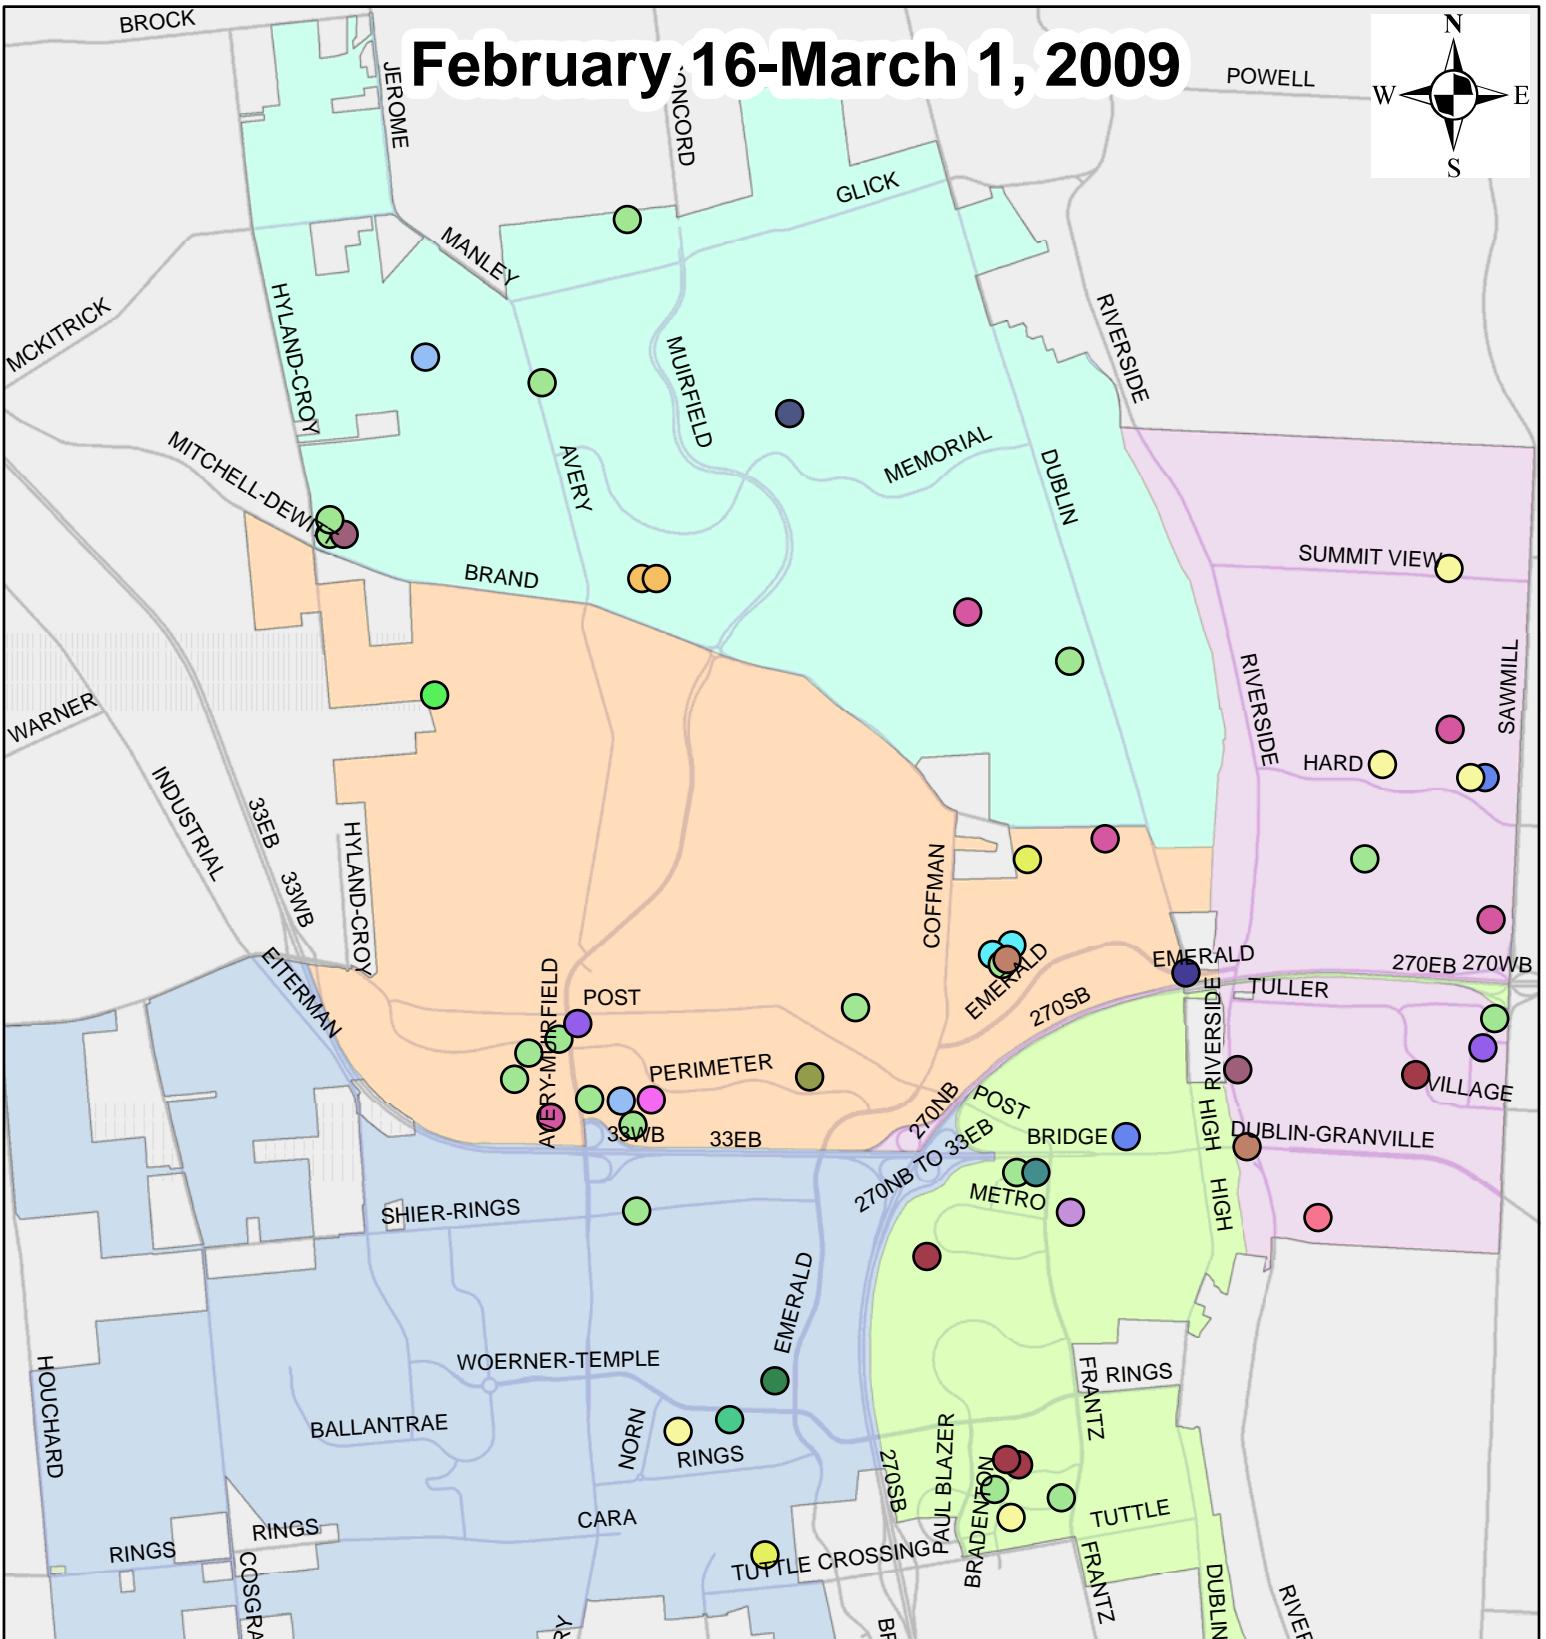 BROCK
February 16-March 1, 2009
JEROME
POWELL
N
W
E
S
GLICK
MANLEY
HYLAND-CROY
MCKITRICK
RIVERSIDE
MUIRFIELD
MEMORIAL
AVERY
DUBLIN
MITCHELL-DEWITT
BRAND
SUMMIT VIEW
RIVERSIDE
SAWMILL
WARNER
HARD
INDUSTRIAL
33EB
HYLAND-CROY
33WB
COFFMAN
EMERALD
EITERMAN
EMERALD
270EB
270WB
TULLER
270SB
POST
AVERY-MUIRFIELD
RIVERSIDE
PERIMETER
VILLAGE
270NB
POST
33WB
33EB
BRIDGE
HIGH
DUBLIN-GRANVILLE
270NB TO 33EB
METRO
HIGH
SHIER-RINGS
EMERALD
WOERNER-TEMPLE
HOUCHARD
RINGS
FRANTZ
BALLANTRAE
NORN
RINGS
270SB
PAUL BLAZER
BRADENTON
CARA
TUTTLE
RINGS
RINGS
TUTTLE CROSSING
FRANTZ
DUBLIN